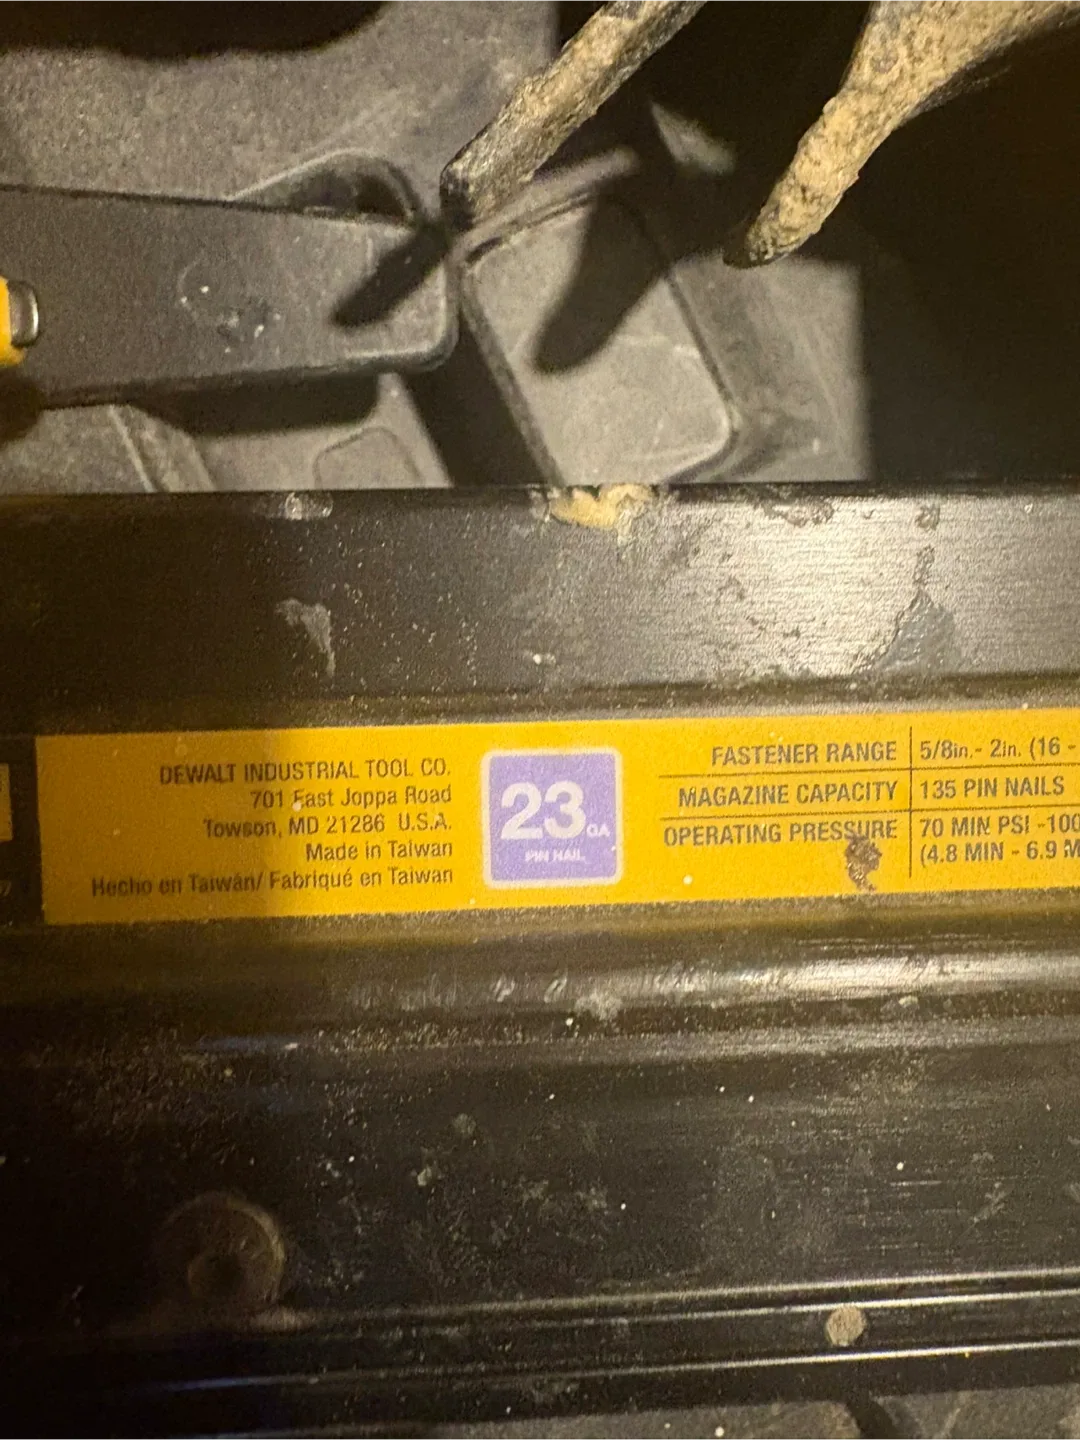 DEWALT INDUSTRIAL TOOL CO.
701 East Joppa Road
Towson, MD 21286 U.S.A.
Made in Taiwan
Hecho en Taiwán/ Fabriqué en Taiwan
23 GA
PIN NAIL
FASTENER RANGE 5/8in.- 2in. (16 -
MAGAZINE CAPACITY 135 PIN NAILS
OPERATING PRESSURE 70 MIN PSI -100
(4.8 MIN - 6.9 M